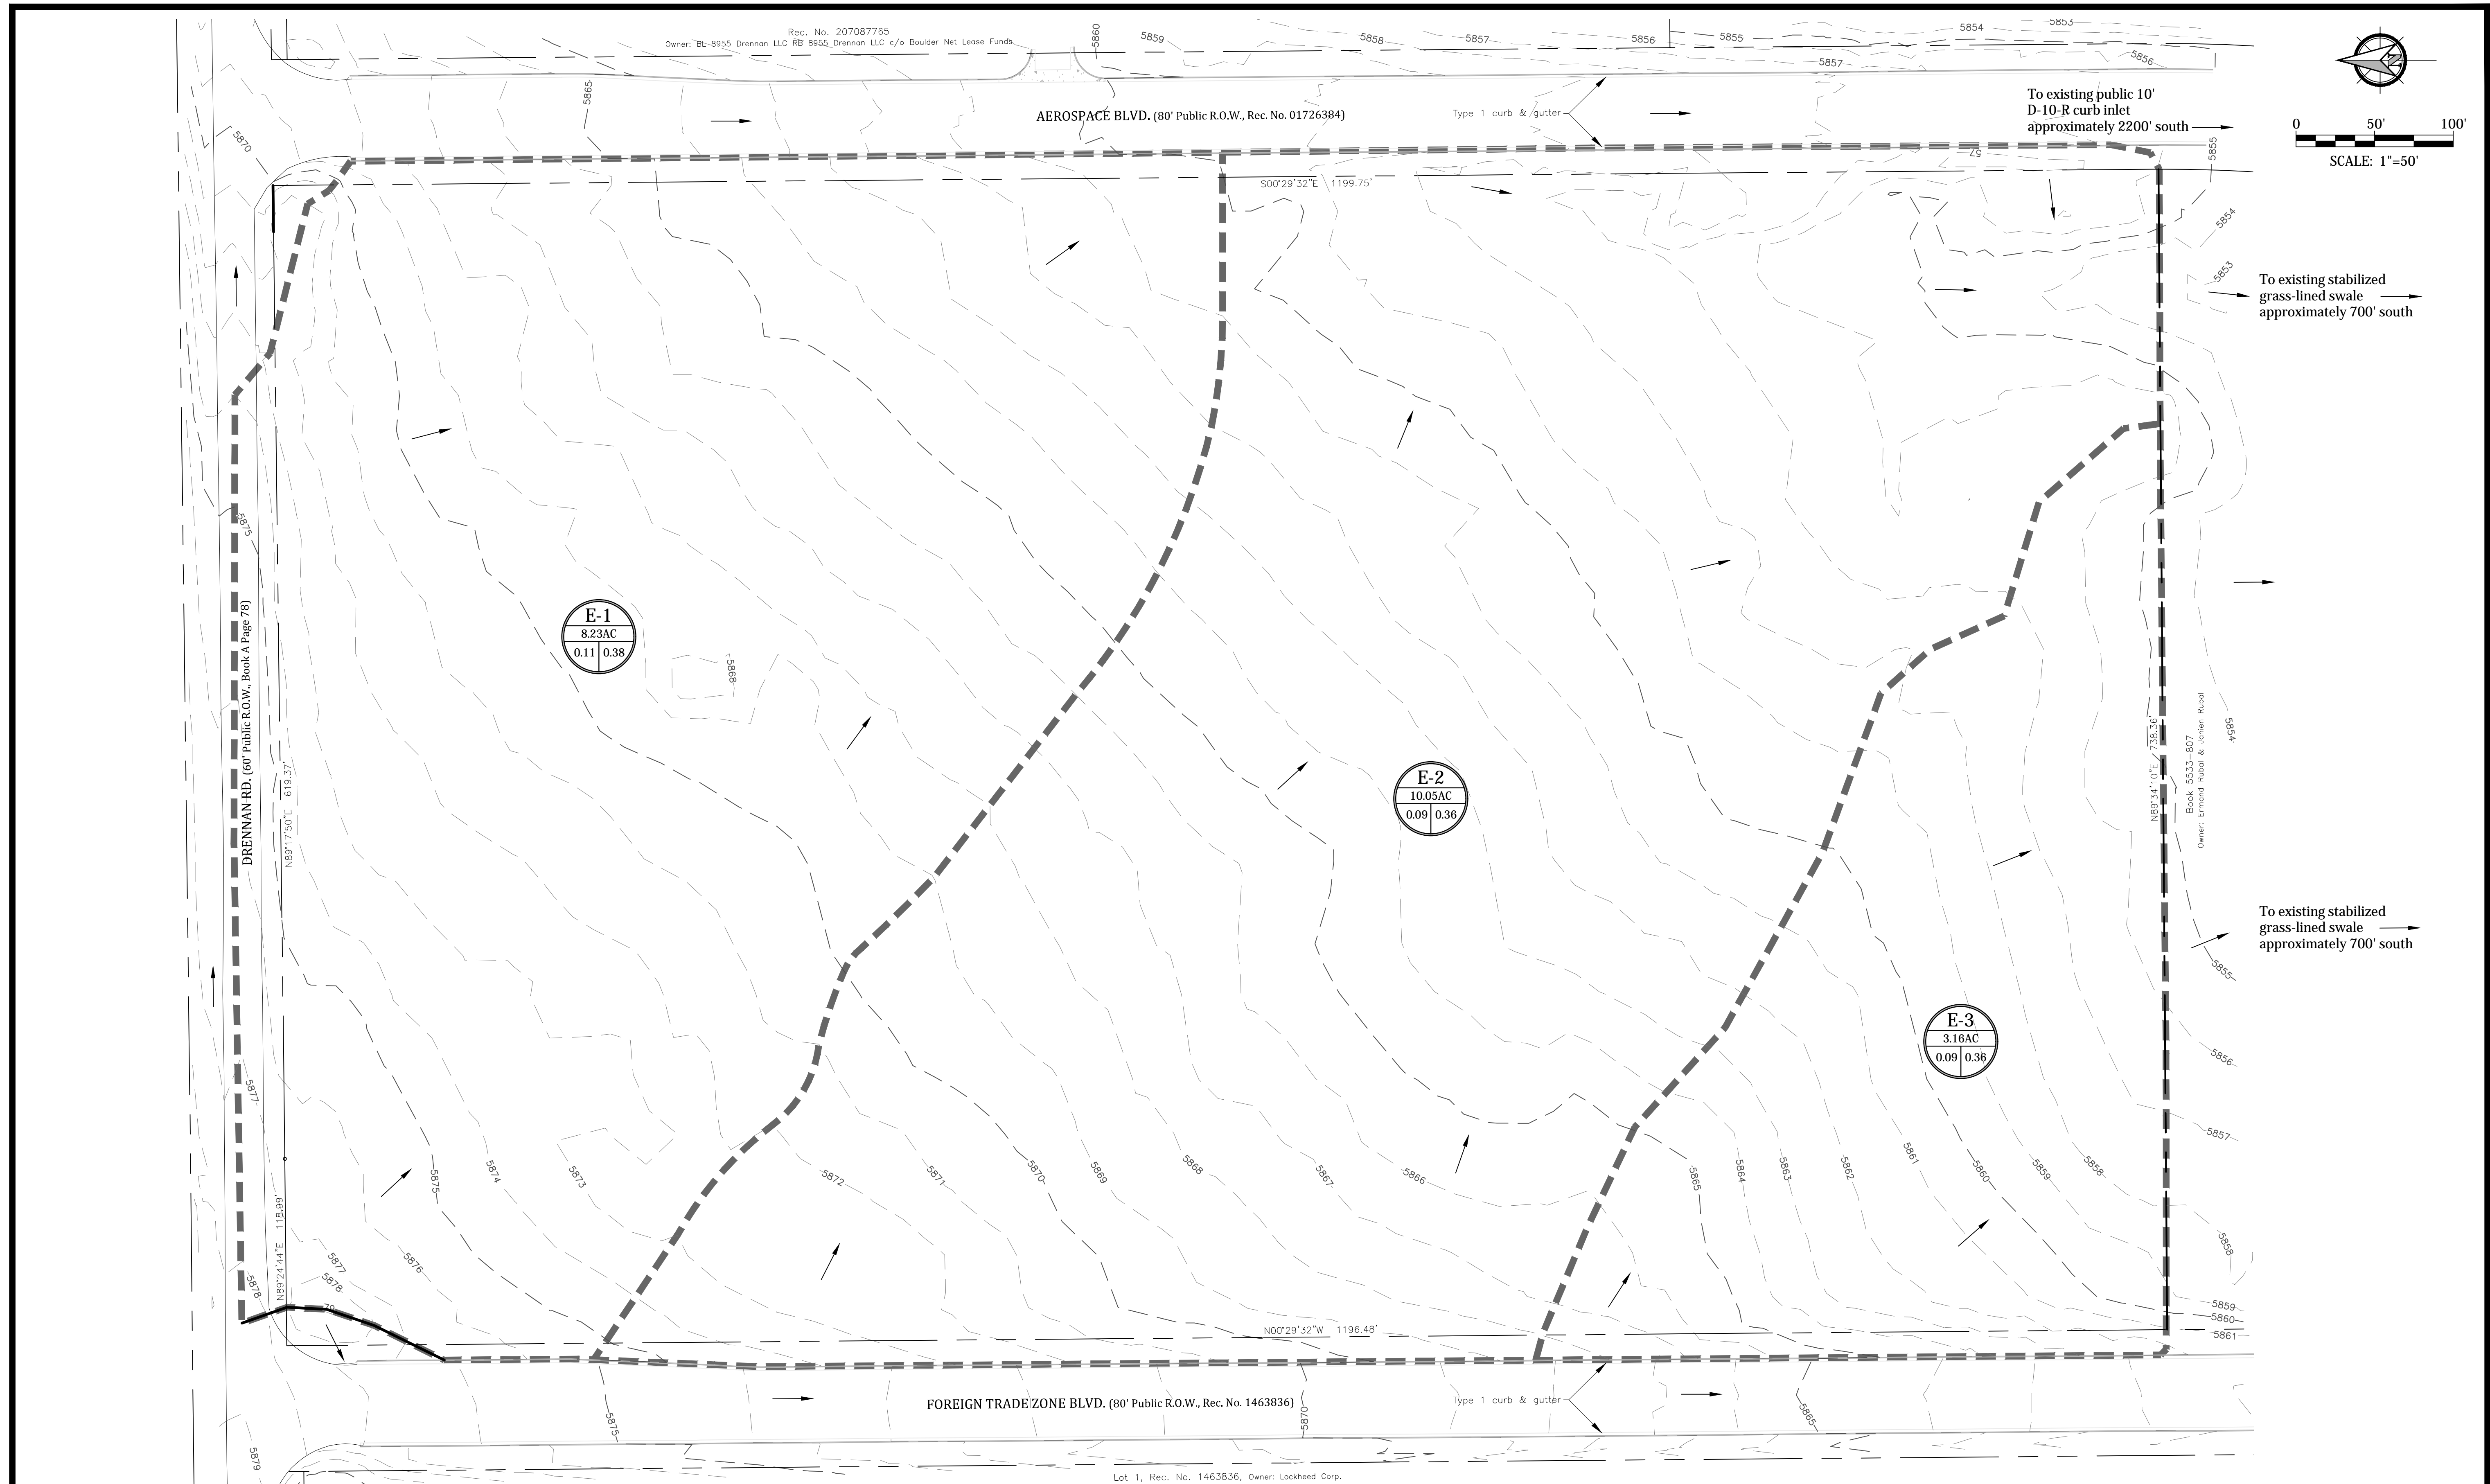 Rec. No. 207087765
Owner: BL 8955 Drennan LLC RB 8955 Drennan LLC c/o Boulder Net Lease Funds
5860
5859
5858
5857
5856
5855
5854
5853
5857
5856
5865
5870
AEROSPACE BLVD. (80' Public R.O.W., Rec. No. 01726384)
Type 1 curb & gutter
To existing public 10'
D-10-R curb inlet
approximately 2200' south
0 50' 100'
SCALE: 1"=50'
N
57
5855
S00°29'32"E 1199.75'
5854
5853
To existing stabilized
grass-lined swale
approximately 700' south
5875
DRENNAN RD. (60' Public R.O.W., Book A Page 78)
N89°17'50"E 619.37'
E-1
8.23AC
0.11 0.38
5868
E-2
10.05AC
0.09 0.36
N89°34'10"E 738.36'
Book 5533-807
Owner: Ermand Rubal & Janien Rubal
5854
To existing stabilized
grass-lined swale
approximately 700' south
5855
E-3
3.16AC
0.09 0.36
5856
5857
5877
N89°24'44"E 118.99'
5878
5877
5878
79
5876
5875
5874
5873
5872
5871
5870
5869
5868
5867
5866
5865
5864
5863
5862
5861
5860
5859
5858
5858
5859
5860
5861
N00°29'32"W 1196.48'
FOREIGN TRADE ZONE BLVD. (80' Public R.O.W., Rec. No. 1463836)
Type 1 curb & gutter
5875
5870
5865
5879
Lot 1, Rec. No. 1463836, Owner: Lockheed Corp.